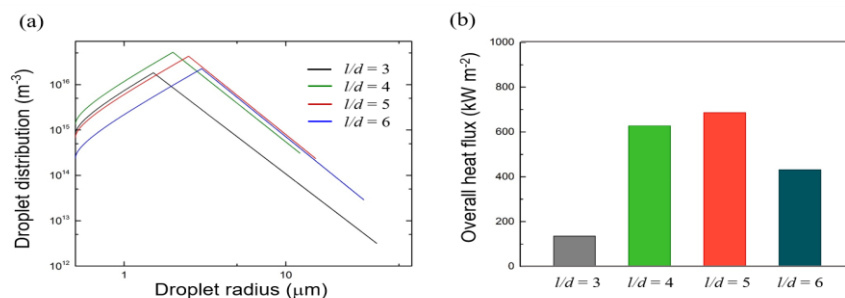 (a)
Droplet distribution (m⁻³)
10¹⁶
10¹⁵
10¹⁴
10¹³
10¹²
1
10
Droplet radius (μm)
l/d = 3
l/d = 4
l/d = 5
l/d = 6
(b)
Overall heat flux (kW m⁻²)
1000
800
600
400
200
0
l/d = 3
l/d = 4
l/d = 5
l/d = 6